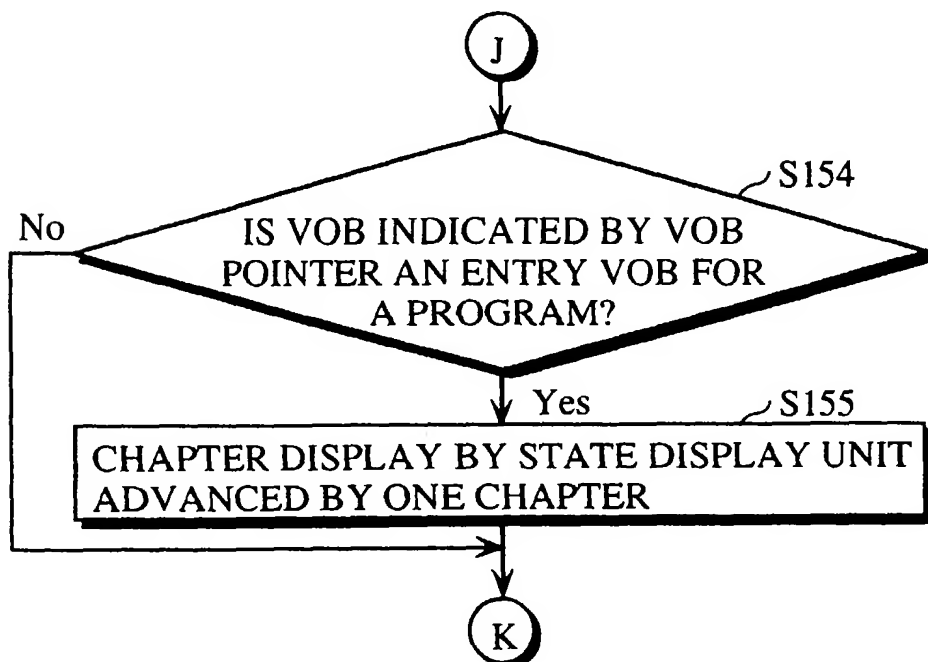 J
S154
No
IS VOB INDICATED BY VOB
POINTER AN ENTRY VOB FOR
A PROGRAM?
Yes
S155
CHAPTER DISPLAY BY STATE DISPLAY UNIT
ADVANCED BY ONE CHAPTER
K